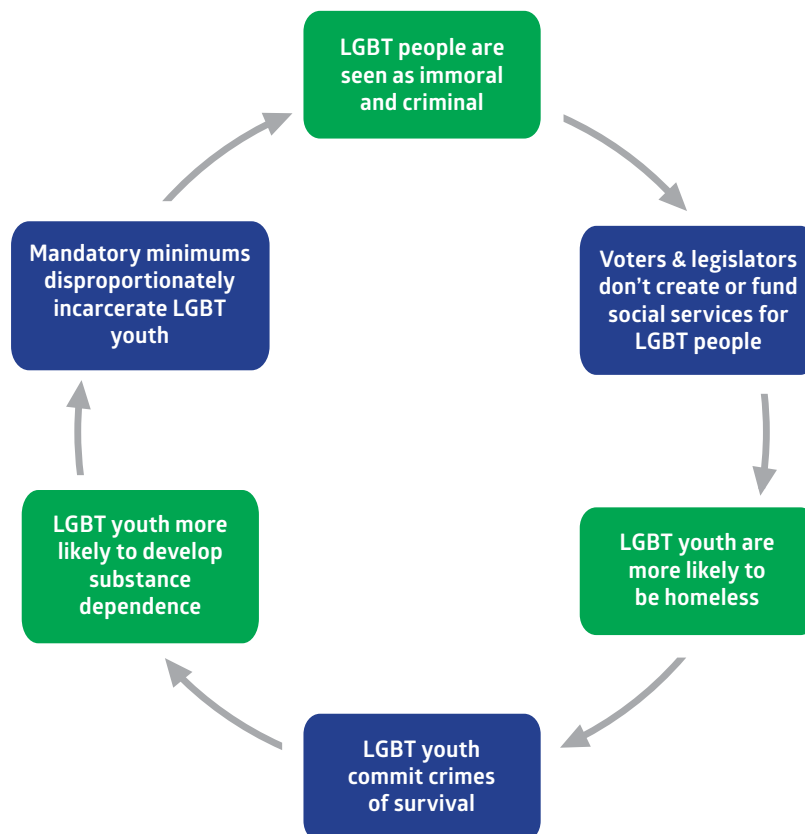 LGBT people are
seen as immoral
and criminal
Voters & legislators
don’t create or fund
social services for
LGBT people
LGBT youth are
more likely to
be homeless
LGBT youth
commit crimes
of survival
LGBT youth more
likely to develop
substance
dependence
Mandatory minimums
disproportionately
incarcerate LGBT
youth